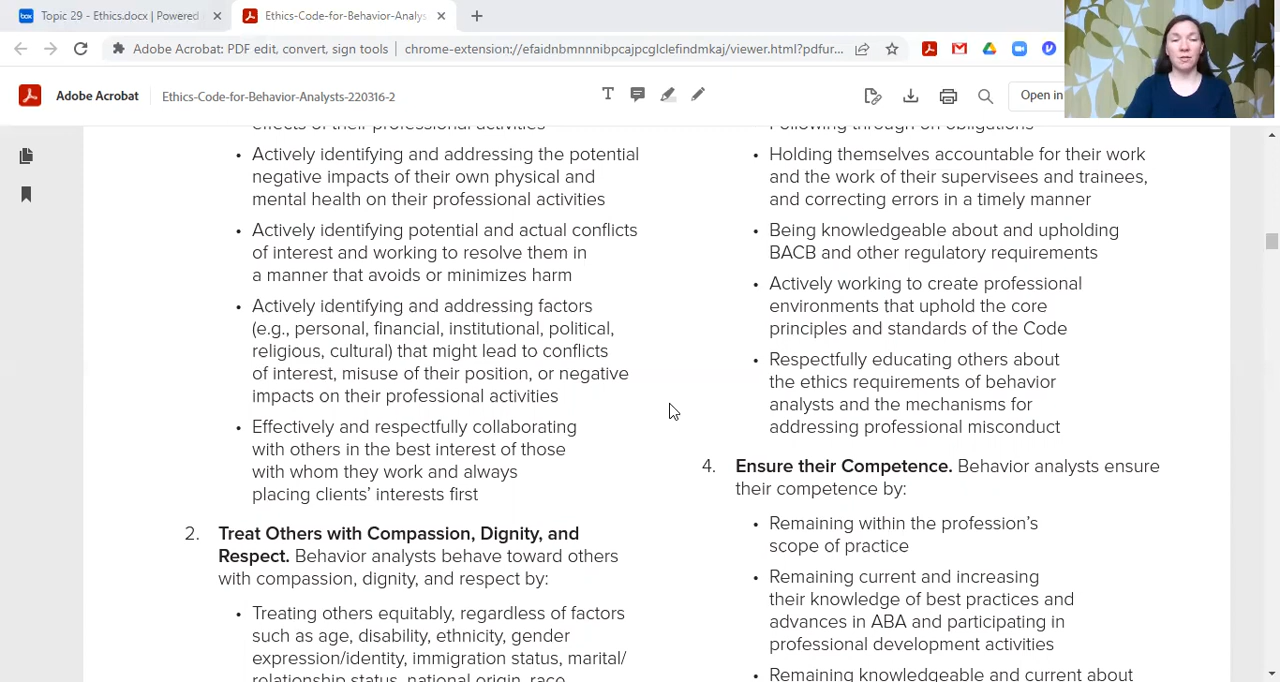 Topic 29 - Ethics.docx | Powered
Ethics-Code-for-Behavior-Analys
Adobe Acrobat: PDF edit, convert, sign tools | chrome-extension://efaidnbmnnnibpcajpcglclefindmkaj/viewer.html?pdfur...
Adobe Acrobat
Ethics-Code-for-Behavior-Analysts-220316-2
Open in
effects of their professional activities
• Actively identifying and addressing the potential
negative impacts of their own physical and
mental health on their professional activities
• Actively identifying potential and actual conflicts
of interest and working to resolve them in
a manner that avoids or minimizes harm
• Actively identifying and addressing factors
(e.g., personal, financial, institutional, political,
religious, cultural) that might lead to conflicts
of interest, misuse of their position, or negative
impacts on their professional activities
• Effectively and respectfully collaborating
with others in the best interest of those
with whom they work and always
placing clients’ interests first
2. Treat Others with Compassion, Dignity, and
Respect. Behavior analysts behave toward others
with compassion, dignity, and respect by:
• Treating others equitably, regardless of factors
such as age, disability, ethnicity, gender
expression/identity, immigration status, marital/
relationship status, national origin, race,
Following through on obligations
• Holding themselves accountable for their work
and the work of their supervisees and trainees,
and correcting errors in a timely manner
• Being knowledgeable about and upholding
BACB and other regulatory requirements
• Actively working to create professional
environments that uphold the core
principles and standards of the Code
• Respectfully educating others about
the ethics requirements of behavior
analysts and the mechanisms for
addressing professional misconduct
4. Ensure their Competence. Behavior analysts ensure
their competence by:
• Remaining within the profession’s
scope of practice
• Remaining current and increasing
their knowledge of best practices and
advances in ABA and participating in
professional development activities
• Remaining knowledgeable and current about